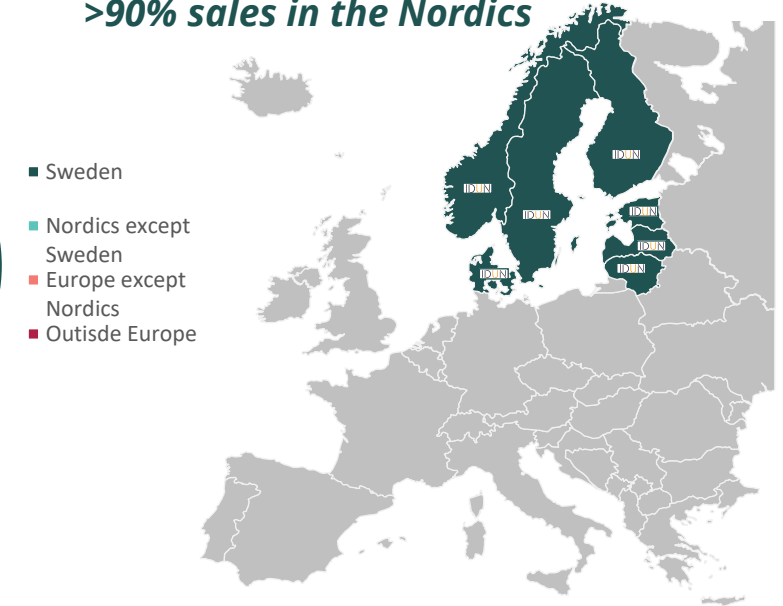 >90% sales in the Nordics
Sweden
Nordics except
Sweden
Europe except
Nordics
Outisde Europe
IDUN
IDUN
IDUN
IDUN
IDUN
IDUN
IDUN